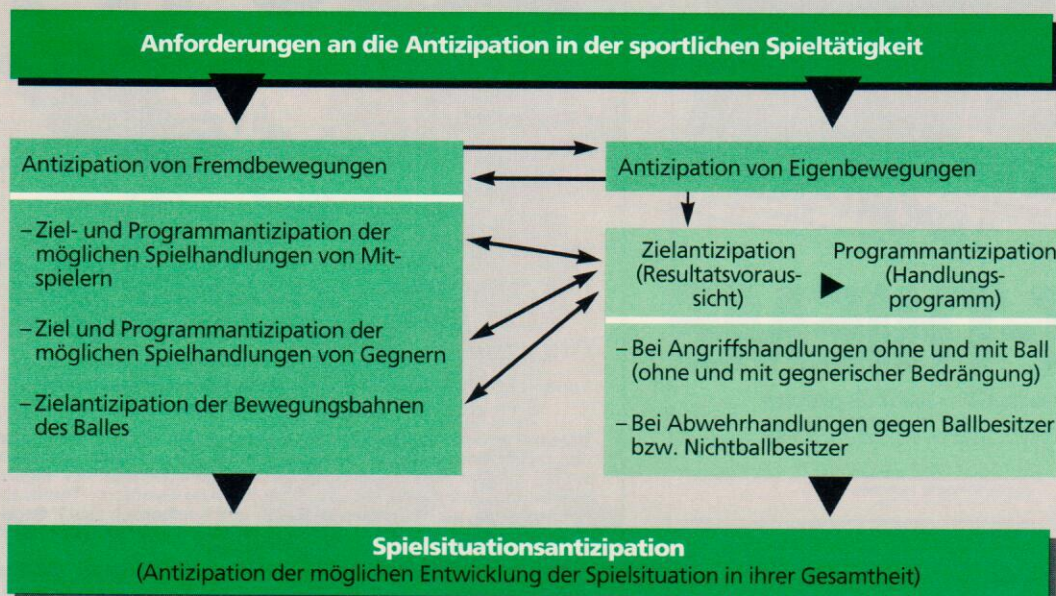 Anforderungen an die Antizipation in der sportlichen Spieltätigkeit
Antizipation von Fremdbewegungen
– Ziel- und Programmantizipation der
möglichen Spielhandlungen von Mit-
spielern
– Ziel und Programmantizipation der
möglichen Spielhandlungen von Gegnern
– Zielantizipation der Bewegungsbahnen
des Balles
Antizipation von Eigenbewegungen
Zielantizipation
(Resultatsvoraus-
sicht)
Programmantizipation
(Handlungs-
programm)
– Bei Angriffshandlungen ohne und mit Ball
(ohne und mit gegnerischer Bedrängung)
– Bei Abwehrhandlungen gegen Ballbesitzer
bzw. Nichtballbesitzer
Spielsituationsantizipation
(Antizipation der möglichen Entwicklung der Spielsituation in ihrer Gesamtheit)